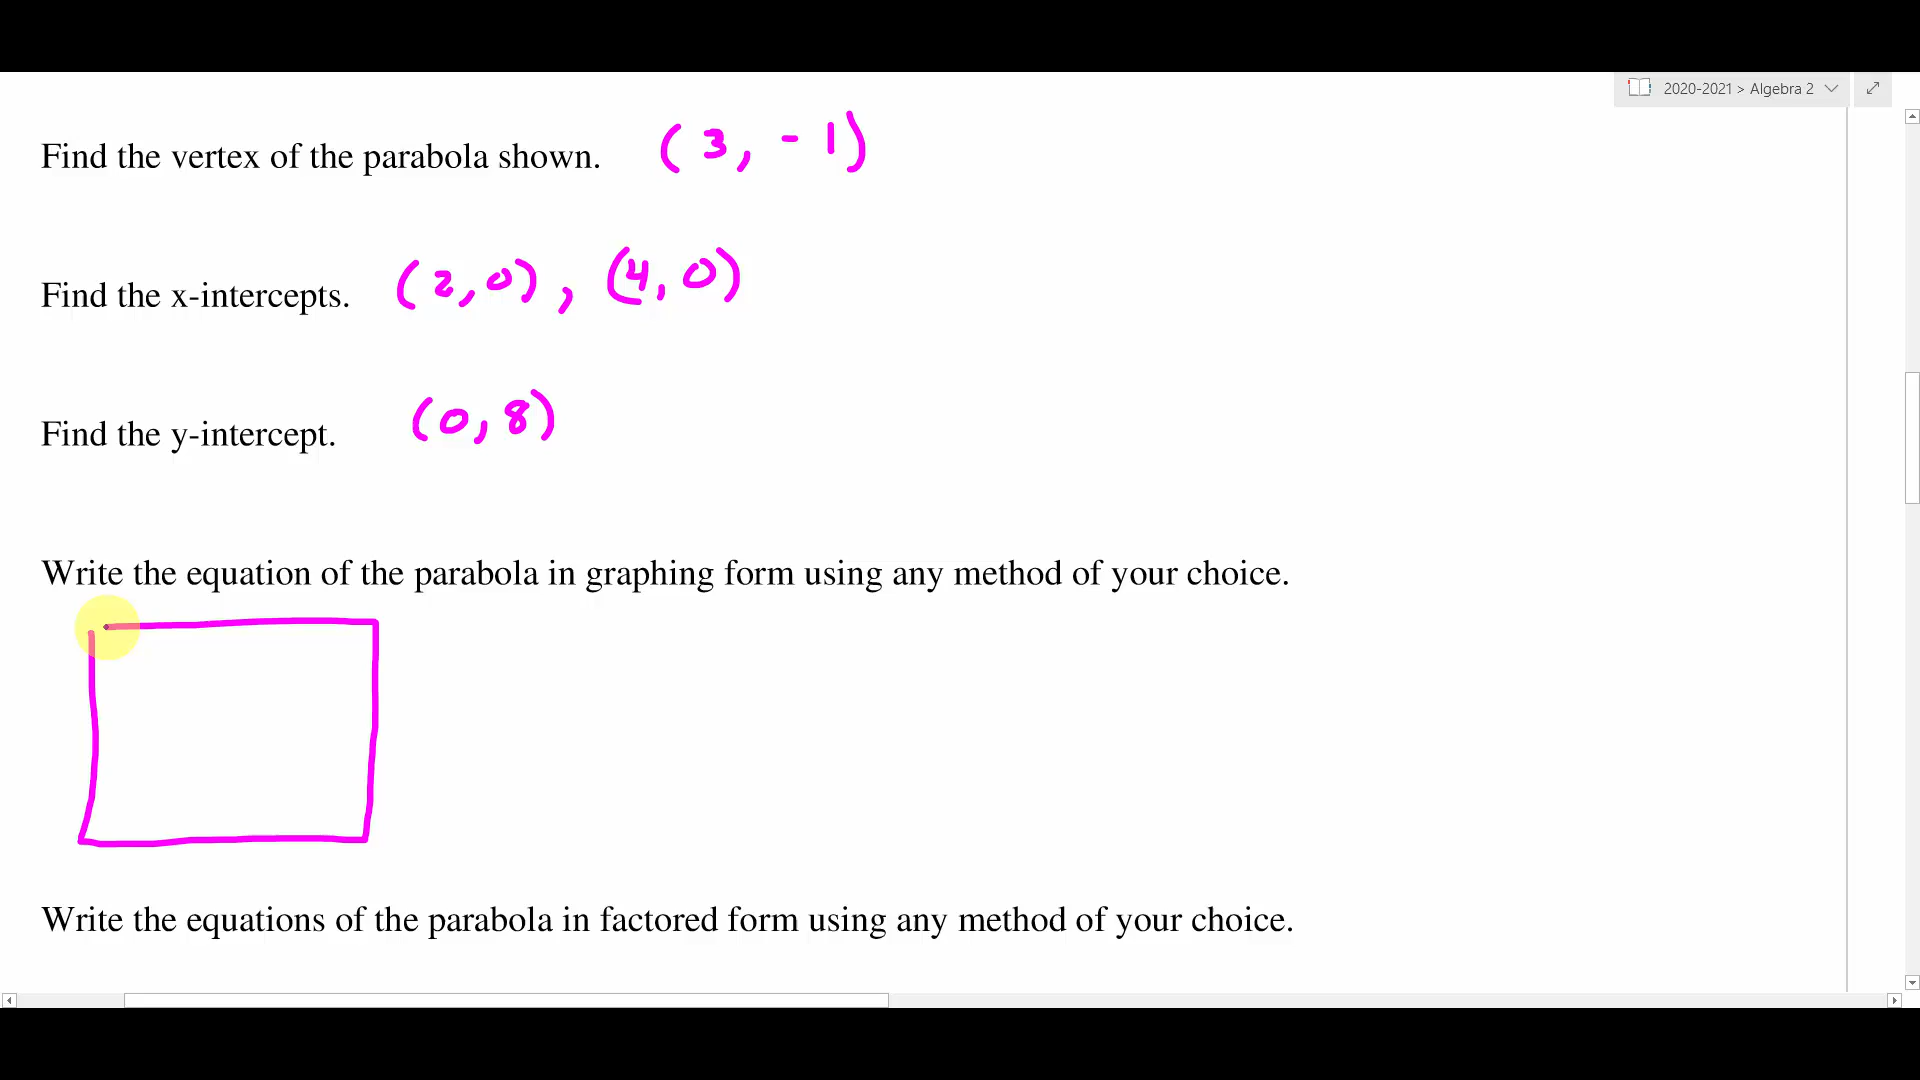 2020-2021 > Algebra 2
Find the vertex of the parabola shown. (3, -1)
Find the x-intercepts. (2,0), (4,0)
Find the y-intercept. (0,8)
Write the equation of the parabola in graphing form using any method of your choice.
Write the equations of the parabola in factored form using any method of your choice.